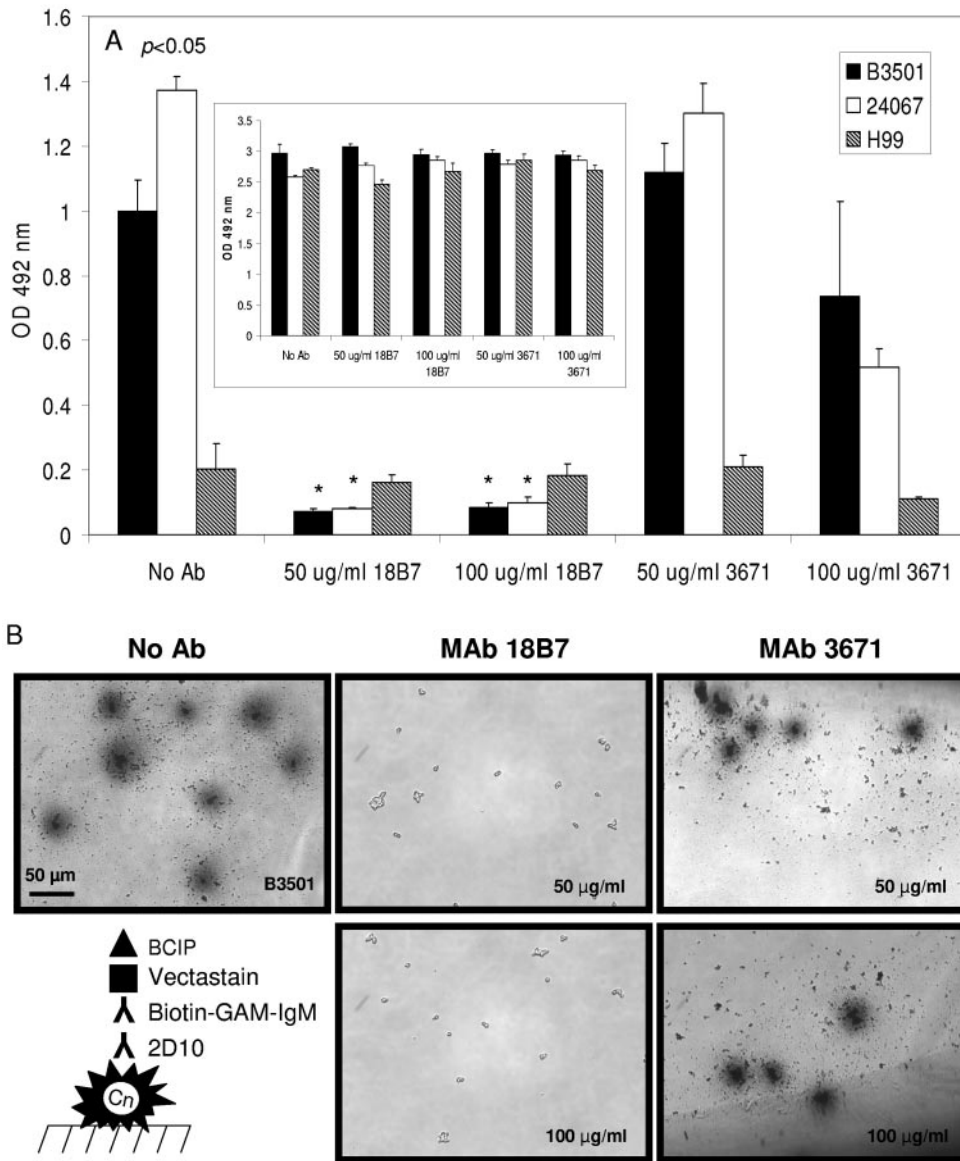 A
p<0.05
B3501
24067
H99
OD 492 nm
1.6
1.4
1.2
1
0.8
0.6
0.4
0.2
0
OD 492 nm
3.5
3
2.5
2
1.5
1
0.5
0
No Ab
50 ug/ml 18B7
100 ug/ml 18B7
50 ug/ml 3671
100 ug/ml 3671
* * * *
No Ab
50 ug/ml 18B7
100 ug/ml 18B7
50 ug/ml 3671
100 ug/ml 3671
B
No Ab
MAb 18B7
MAb 3671
50 µm
B3501
50 µg/ml
50 µg/ml
BCIP
Vectastain
Biotin-GAM-IgM
2D10
Cn
100 µg/ml
100 µg/ml